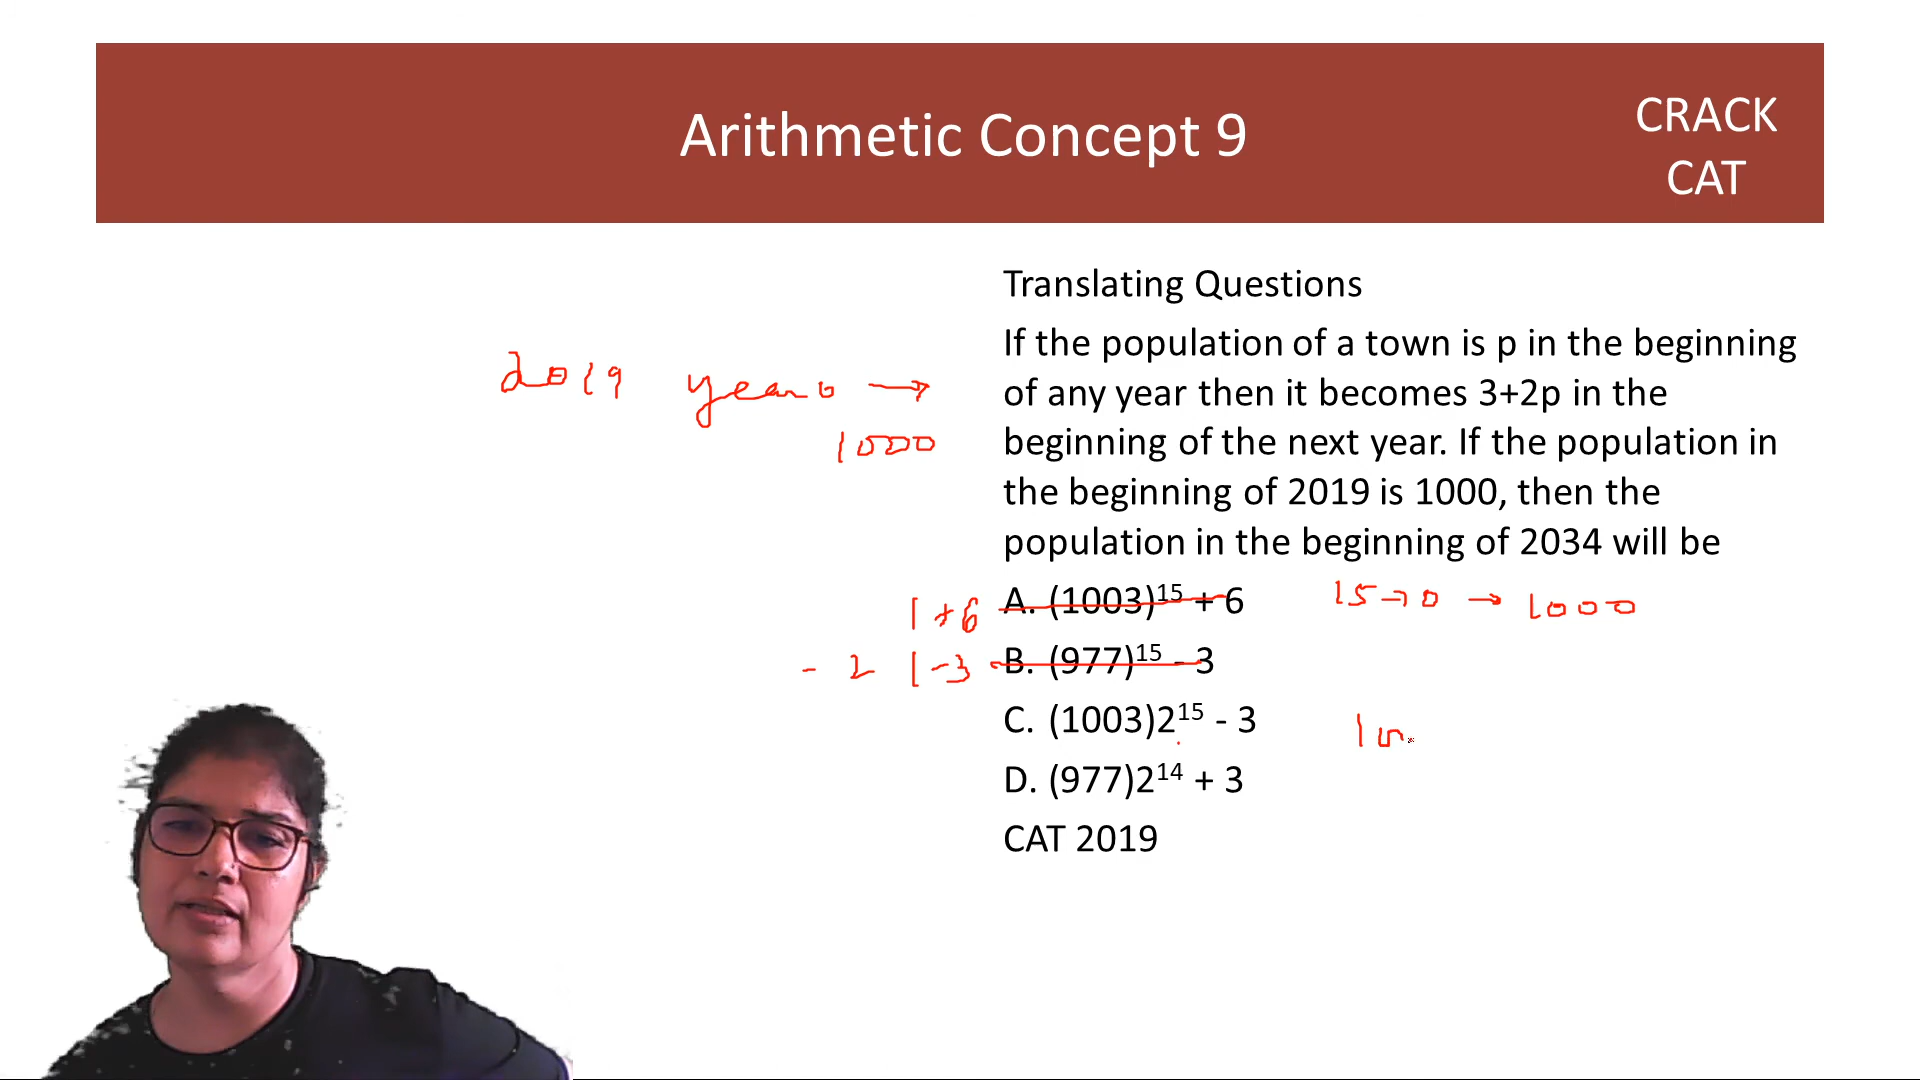 Arithmetic Concept 9
CRACK
CAT
Translating Questions
If the population of a town is p in the beginning
of any year then it becomes 3+2p in the
beginning of the next year. If the population in
the beginning of 2019 is 1000, then the
population in the beginning of 2034 will be
A. (1003)¹⁵ + 6
B. (977)¹⁵ - 3
C. (1003)2¹⁵ - 3
D. (977)2¹⁴ + 3
CAT 2019
2019 year 0 →
1000
1 + 6
- 2 1 - 3
15 → 0 → 1000